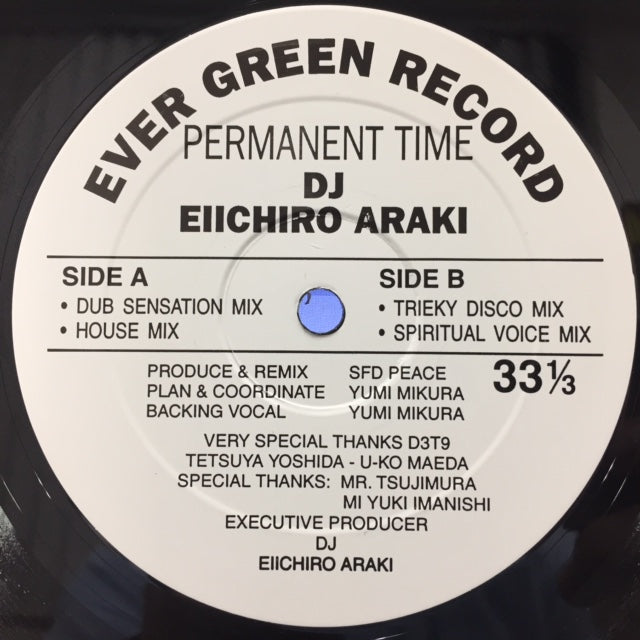 EVER GREEN RECORD
PERMANENT TIME
DJ
EIICHIRO ARAKI
SIDE A
• DUB SENSATION MIX
• HOUSE MIX
SIDE B
• TRIEKY DISCO MIX
• SPIRITUAL VOICE MIX
PRODUCE & REMIX SFD PEACE
PLAN & COORDINATE YUMI MIKURA
BACKING VOCAL YUMI MIKURA
33⅓
VERY SPECIAL THANKS D3T9
TETSUYA YOSHIDA - U-KO MAEDA
SPECIAL THANKS: MR. TSUJIMURA
MI YUKI IMANISHI
EXECUTIVE PRODUCER
DJ
EIICHIRO ARAKI